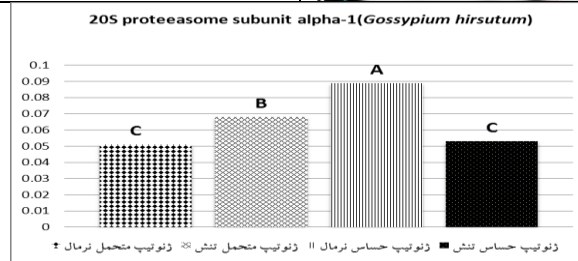 20S proteeasome subunit alpha-1(Gossypium hirsutum)
0.1
0.09
0.08
0.07
0.06
0.05
0.04
0.03
0.02
0.01
0
C
B
A
C
ژنوتیپ متحمل نرمال
ژنوتیپ متحمل تنش
ژنوتیپ حساس نرمال
ژنوتیپ حساس تنش